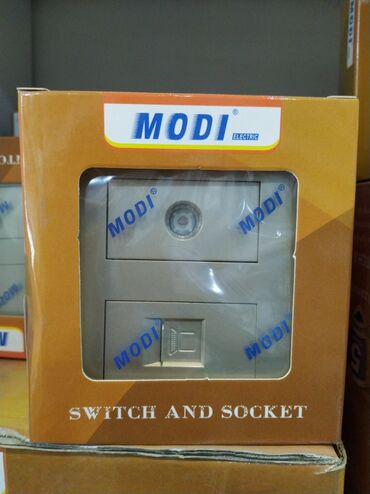 MODI®
ELECTRIC
MODI®
MODI®
MODI
MODI
SWITCH AND SOCKET